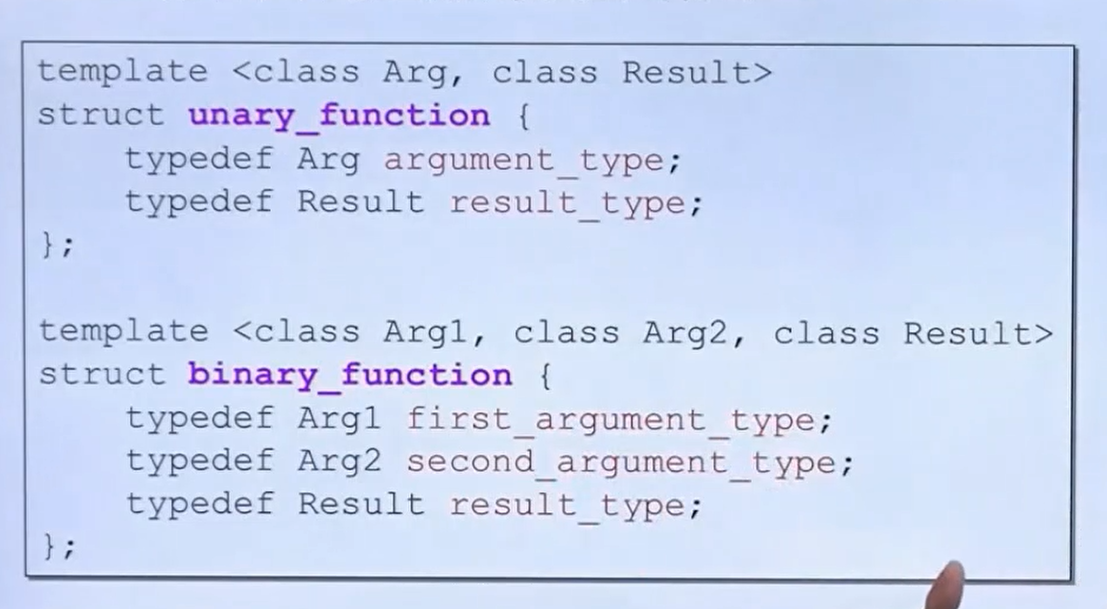 template <class Arg, class Result>
struct unary_function {
    typedef Arg argument_type;
    typedef Result result_type;
};
template <class Arg1, class Arg2, class Result>
struct binary_function {
    typedef Arg1 first_argument_type;
    typedef Arg2 second_argument_type;
    typedef Result result_type;
};